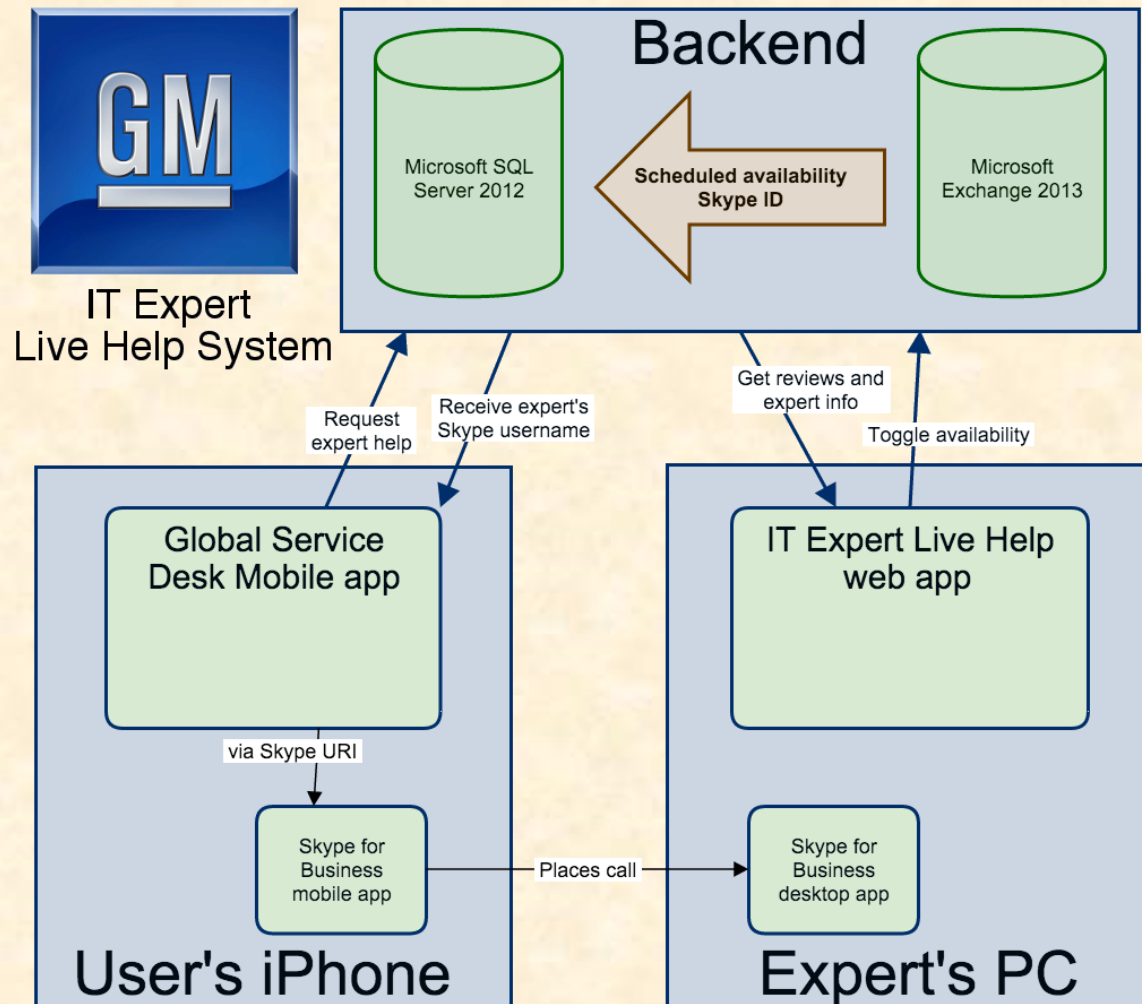 GM
IT Expert
Live Help System
Backend
Microsoft SQL
Server 2012
Scheduled availability
Skype ID
Microsoft
Exchange 2013
Request
expert help
Receive expert's
Skype username
Get reviews and
expert info
Toggle availability
Global Service
Desk Mobile app
IT Expert Live Help
web app
via Skype URI
Skype for
Business
mobile app
Places call
Skype for
Business
desktop app
User's iPhone
Expert's PC